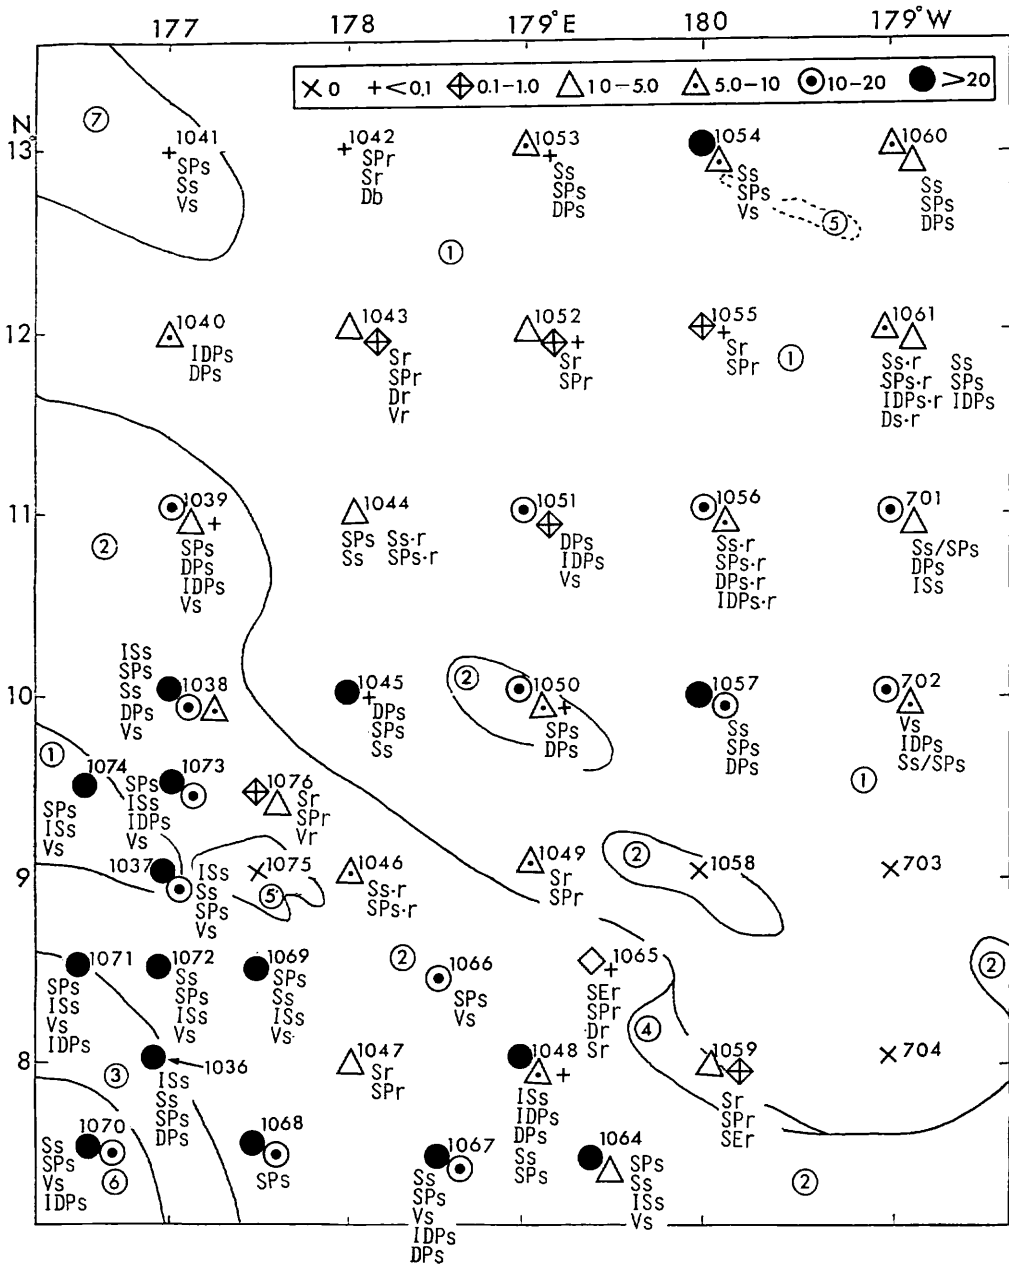 177 178 179°E 180 179°W
× 0 + <0.1 0.1–1.0 1.0–5.0 5.0–10 10–20 >20
N
13°
12
11
10
9
8
7
1041
SPs
Ss
Vs
1042
SPr
Sr
Db
1053
Ss
SPs
DPs
1054
Ss
SPs
Vs
5
1060
Ss
SPs
DPs
1
1040
IDPs
DPs
1043
Sr
SPr
Dr
Vr
1052
Sr
SPr
1055
Sr
SPr
1
1061
Ss·r Ss
SPs·r SPs
IDPs·r IDPs
Ds·r
2
1039
SPs
DPs
IDPs
Vs
1044
SPs Ss·r
Ss SPs·r
1051
DPs
IDPs
Vs
1056
Ss·r
SPs·r
DPs·r
IDPs·r
701
Ss/SPs
DPs
ISs
ISs
SPs
Ss
DPs
Vs
1038
1045
DPs
SPs
Ss
2
1050
SPs
DPs
1057
Ss
SPs
DPs
702
Vs
IDPs
Ss/SPs
1
1
1074
SPs
ISs
Vs
1073
SPs
ISs
IDPs
Vs
1076
Sr
SPr
Vr
1037
ISs
Ss
SPs
Vs
1075
5
1046
Ss·r
SPs·r
1049
Sr
SPr
2
1058
703
1071
SPs
ISs
Vs
IDPs
1072
Ss
SPs
ISs
Vs
1069
SPs
Ss
ISs
Vs
2
1066
SPs
Vs
1065
SEr
SPr
Dr
Sr
2
4
3
1036
ISs
Ss
SPs
DPs
1047
Sr
SPr
1048
ISs
IDPs
DPs
Ss
SPs
1059
Sr
SPr
SEr
704
1070
Ss
SPs
Vs
IDPs
6
1068
SPs
1067
Ss
SPs
Vs
IDPs
DPs
1064
SPs
Ss
ISs
Vs
2